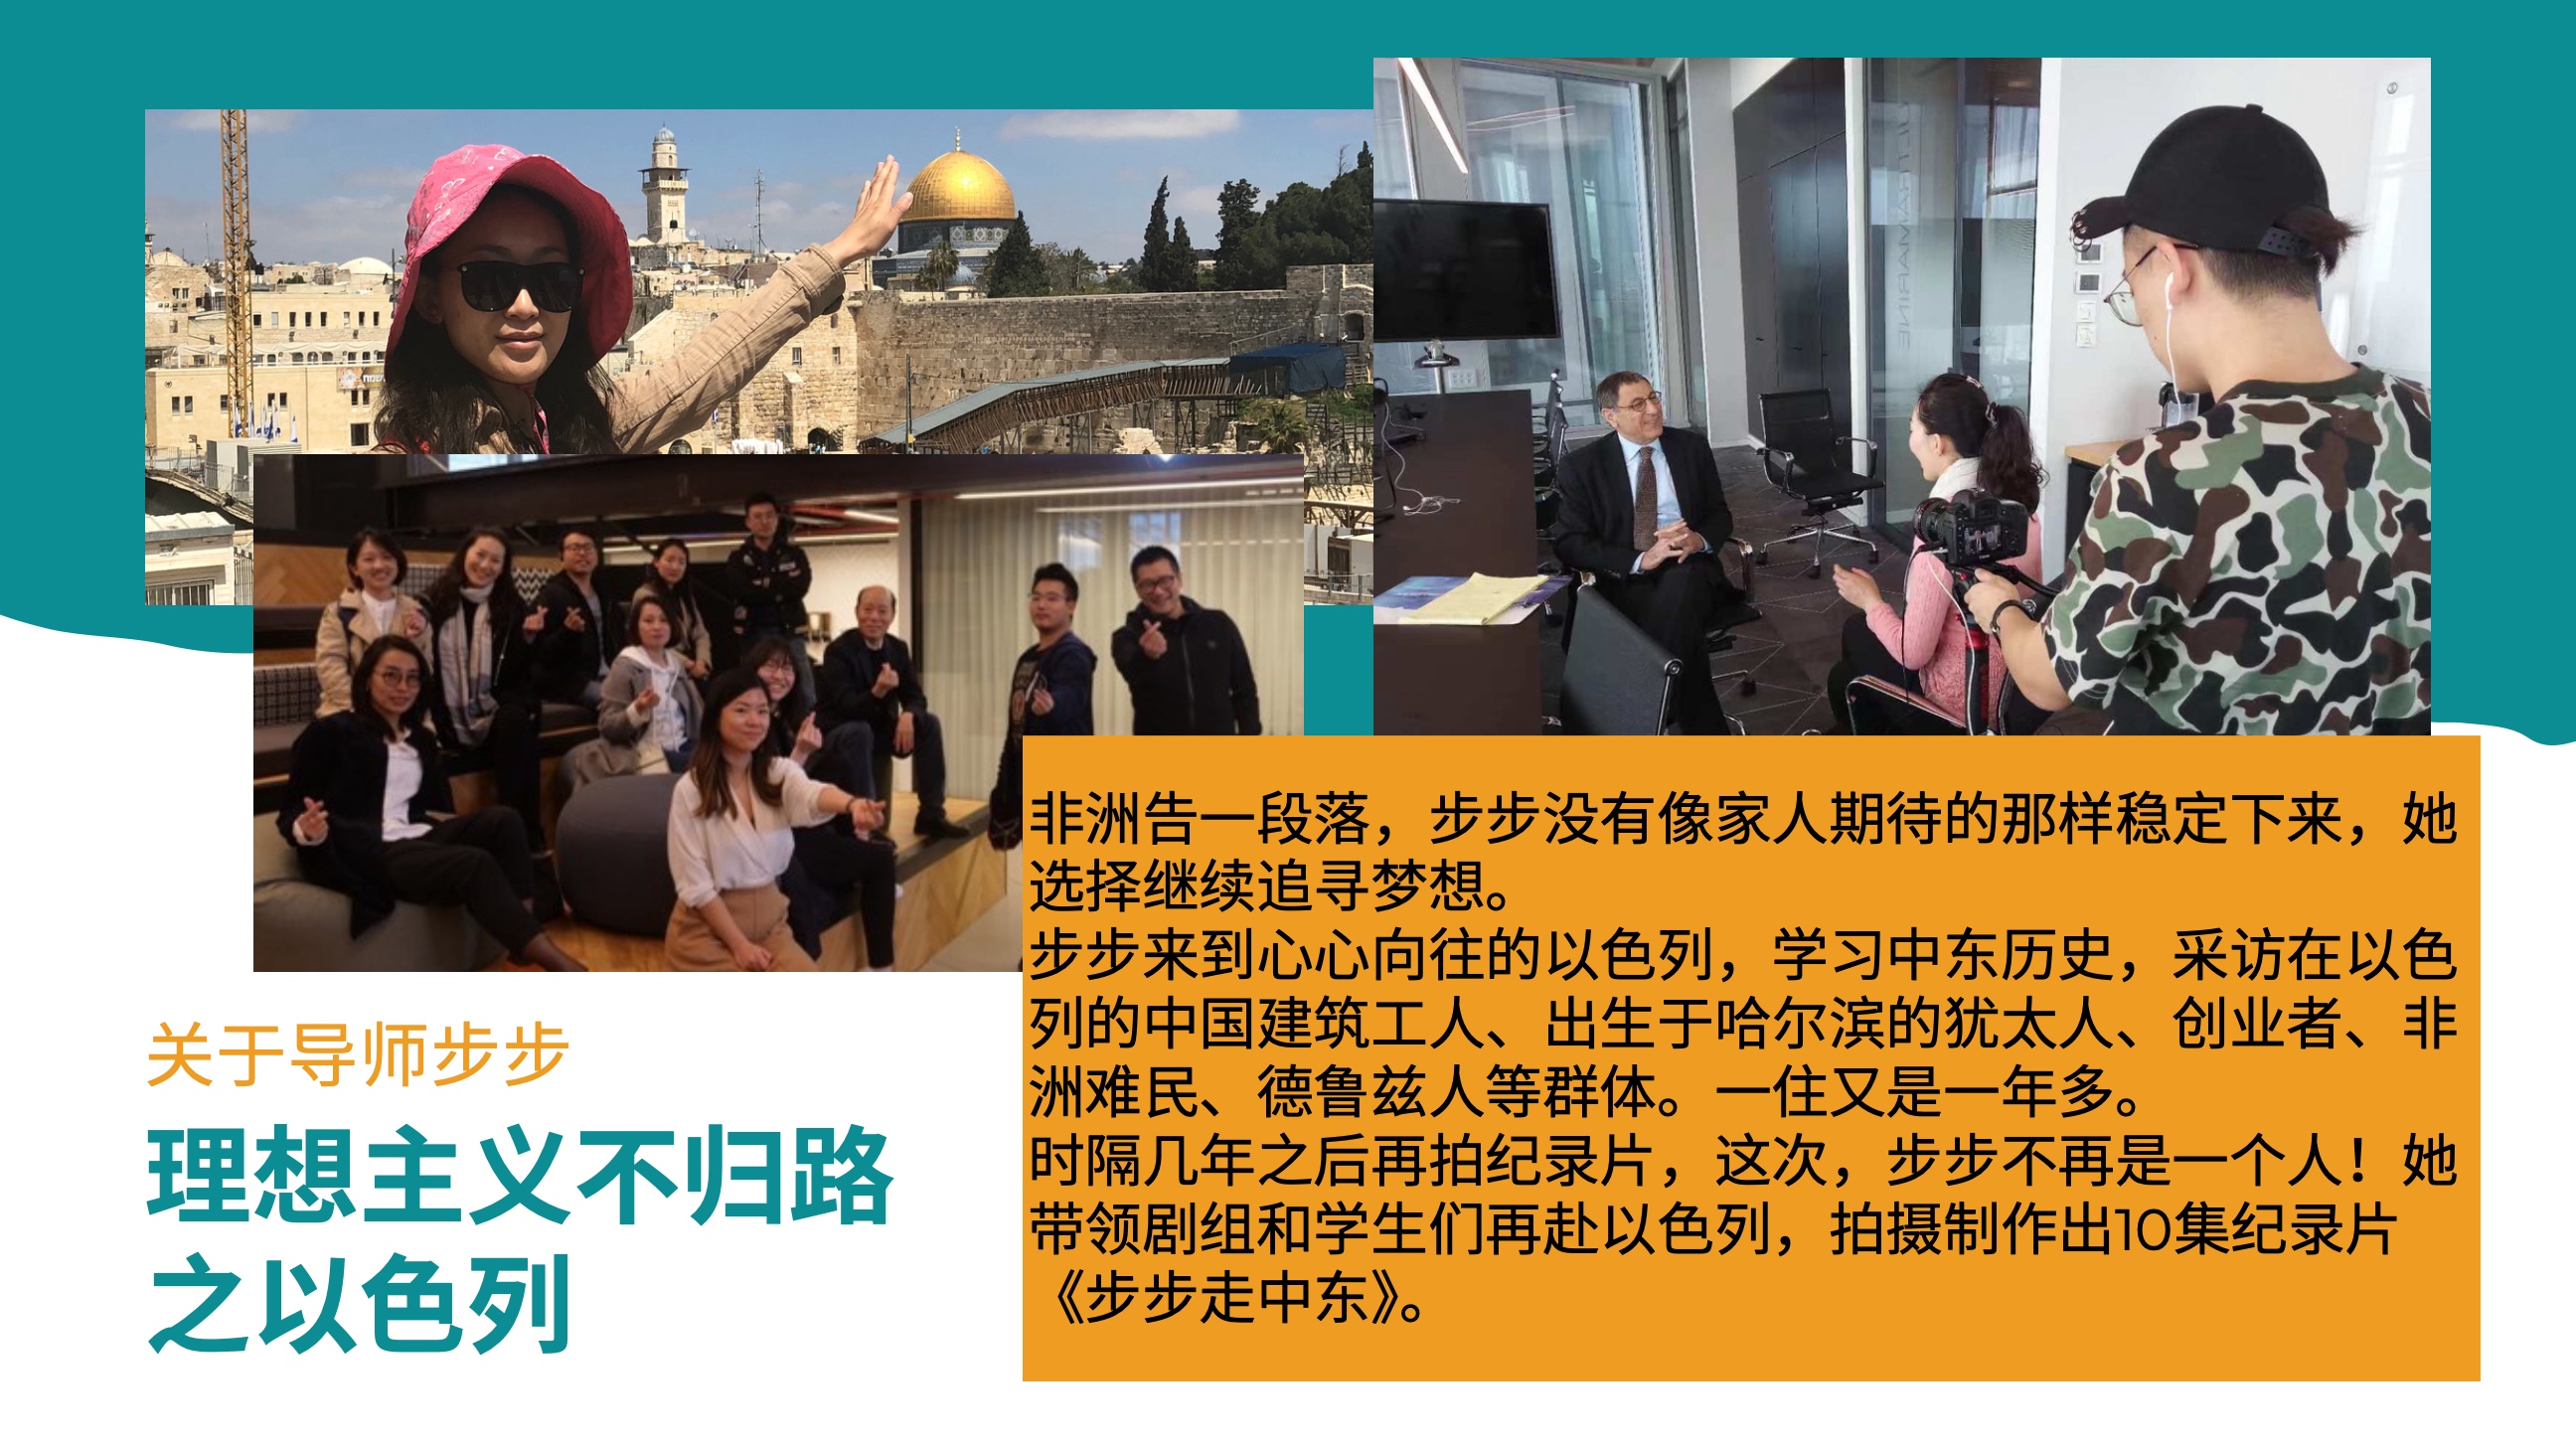 关于导师步步
理想主义不归路
之以色列
非洲告一段落，步步没有像家人期待的那样稳定下来，她
选择继续追寻梦想。
步步来到心心向往的以色列，学习中东历史，采访在以色
列的中国建筑工人、出生于哈尔滨的犹太人、创业者、非
洲难民、德鲁兹人等群体。一住又是一年多。
时隔几年之后再拍纪录片，这次，步步不再是一个人！她
带领剧组和学生们再赴以色列，拍摄制作出10集纪录片
《步步走中东》。